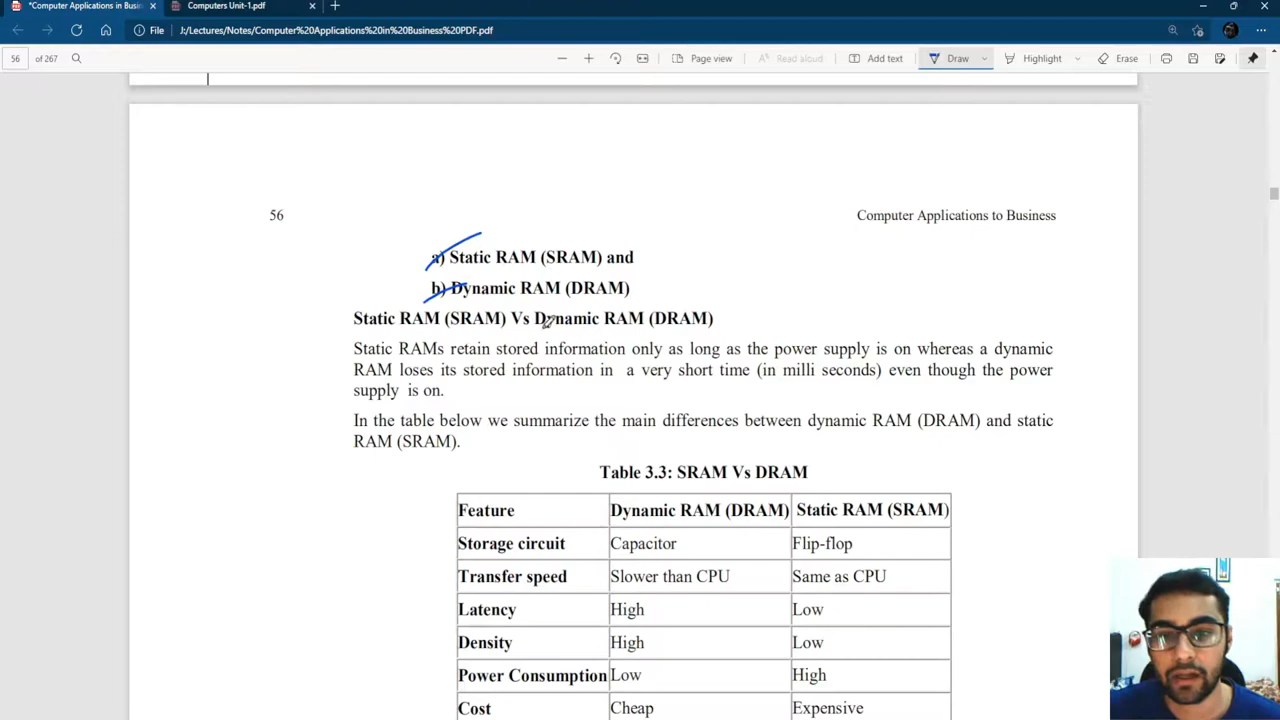 *Computer Applications in Busin
Computers Unit-1.pdf
File
J:/Lectures/Notes/Computer%20Applications%20in%20Business%20PDF.pdf
56 of 267
Page view
Read aloud
Add text
Draw
Highlight
Erase
56
Computer Applications to Business
a) Static RAM (SRAM) and
b) Dynamic RAM (DRAM)
Static RAM (SRAM) Vs Dynamic RAM (DRAM)
Static RAMs retain stored information only as long as the power supply is on whereas a dynamic
RAM loses its stored information in a very short time (in milli seconds) even though the power
supply is on.
In the table below we summarize the main differences between dynamic RAM (DRAM) and static
RAM (SRAM).
Table 3.3: SRAM Vs DRAM
Feature Dynamic RAM (DRAM) Static RAM (SRAM)
Storage circuit Capacitor Flip-flop
Transfer speed Slower than CPU Same as CPU
Latency High Low
Density High Low
Power Consumption Low High
Cost Cheap Expensive